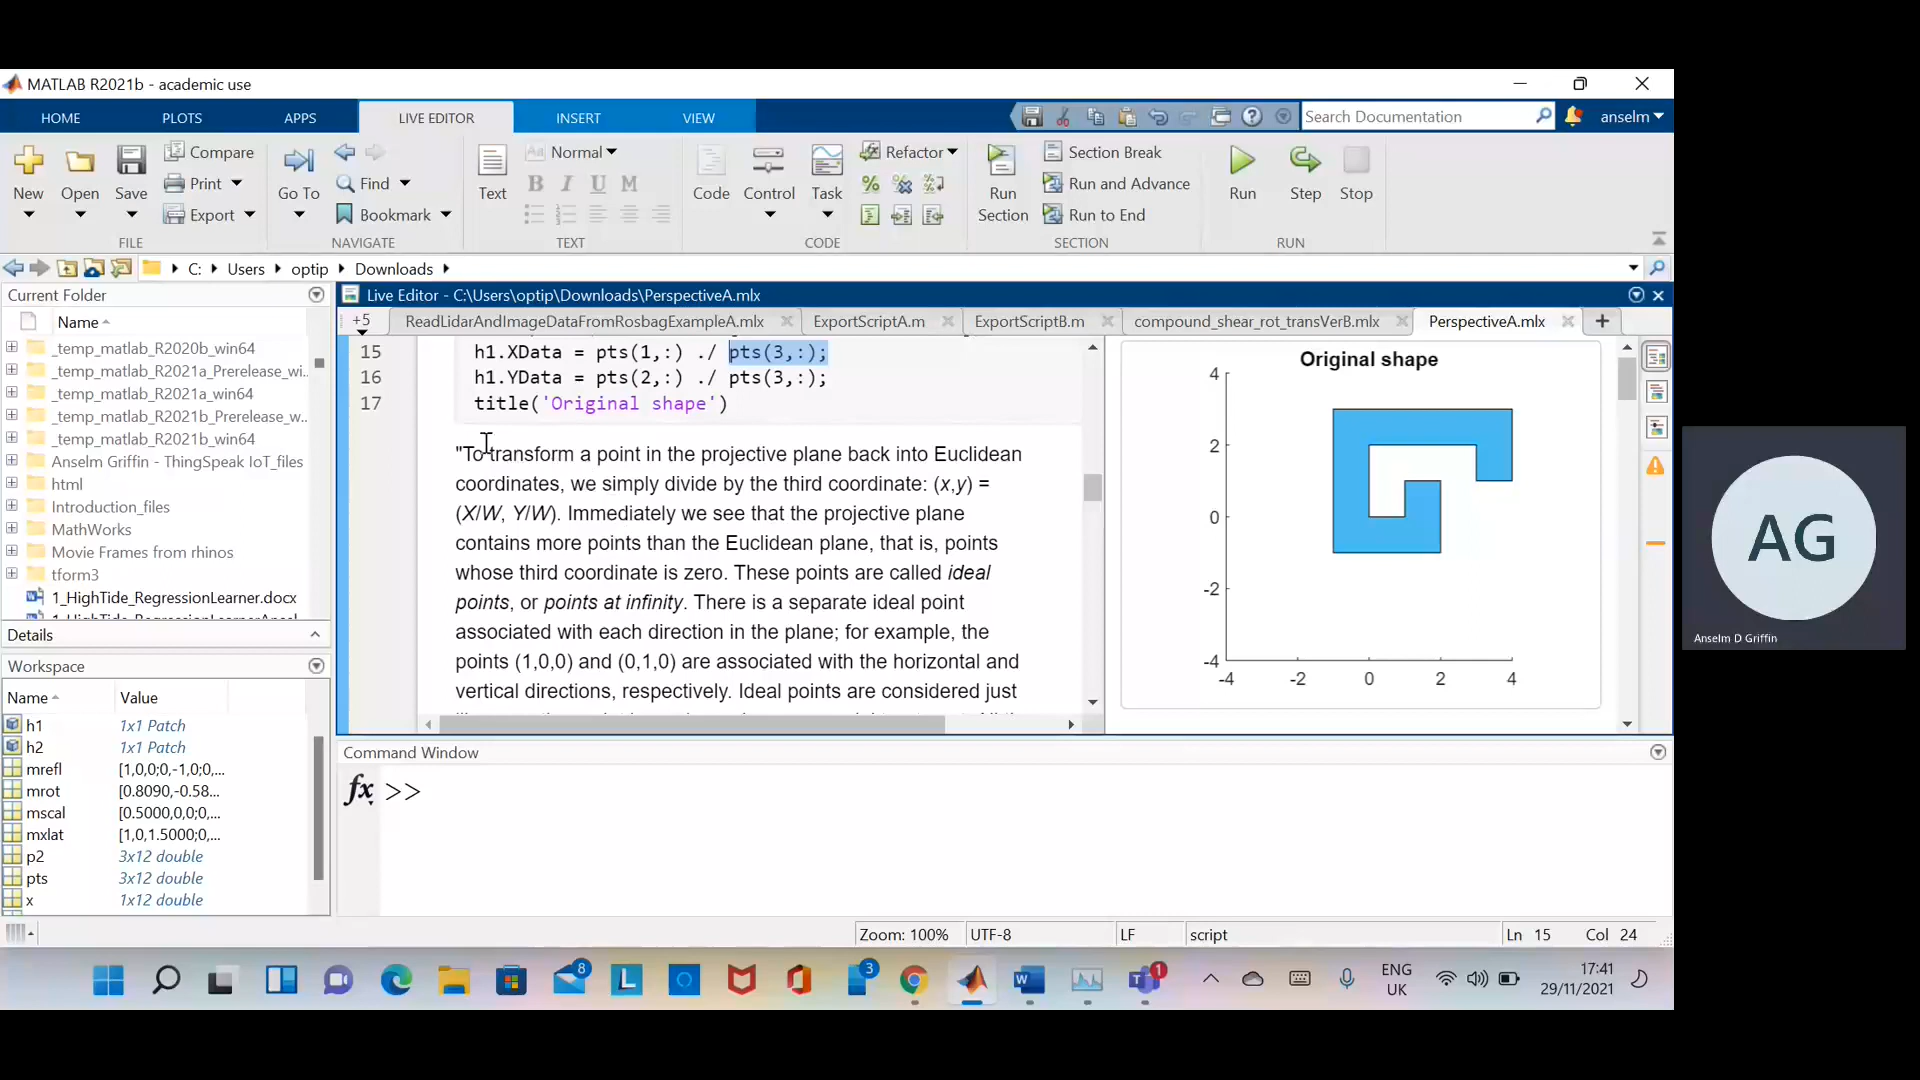 MATLAB R2021b - academic use
HOME PLOTS APPS LIVE EDITOR INSERT VIEW
Search Documentation
anselm
New Open Save Compare Print Export
FILE
Go To Find Bookmark
NAVIGATE
Text Aa Normal B I U M
TEXT
Code Control Task Refactor
CODE
Run Section
Section Break
Run and Advance
Run to End
SECTION
Run Step Stop
RUN
C: Users optip Downloads
Current Folder
Name
_temp_matlab_R2020b_win64
_temp_matlab_R2021a_Prerelease_wi...
_temp_matlab_R2021a_win64
_temp_matlab_R2021b_Prerelease_w...
_temp_matlab_R2021b_win64
Anselm Griffin - ThingSpeak IoT_files
html
Introduction_files
MathWorks
Movie Frames from rhinos
tform3
1_HighTide_RegressionLearner.docx
Details
Workspace
Name Value
h1 1x1 Patch
h2 1x1 Patch
mrefl [1,0,0;0,-1,0;0,...
mrot [0.8090,-0.58...
mscal [0.5000,0,0;0,...
mxlat [1,0,1.5000;0,...
p2 3x12 double
pts 3x12 double
x 1x12 double
Live Editor - C:\Users\optip\Downloads\PerspectiveA.mlx
+5 ReadLidarAndImageDataFromRosbagExampleA.mlx ExportScriptA.m ExportScriptB.m compound_shear_rot_transVerB.mlx PerspectiveA.mlx
15 h1.XData = pts(1,:) ./ pts(3,:);
16 h1.YData = pts(2,:) ./ pts(3,:);
17 title('Original shape')
"To transform a point in the projective plane back into Euclidean
coordinates, we simply divide by the third coordinate: (x,y) =
(X/W, Y/W). Immediately we see that the projective plane
contains more points than the Euclidean plane, that is, points
whose third coordinate is zero. These points are called ideal
points, or points at infinity. There is a separate ideal point
associated with each direction in the plane; for example, the
points (1,0,0) and (0,1,0) are associated with the horizontal and
vertical directions, respectively. Ideal points are considered just
Original shape
4
2
0
-2
-4
-4 -2 0 2 4
Command Window
fx >>
Zoom: 100% UTF-8 LF script Ln 15 Col 24
8
3
1
ENG
UK
17:41
29/11/2021
AG
Anselm D Griffin